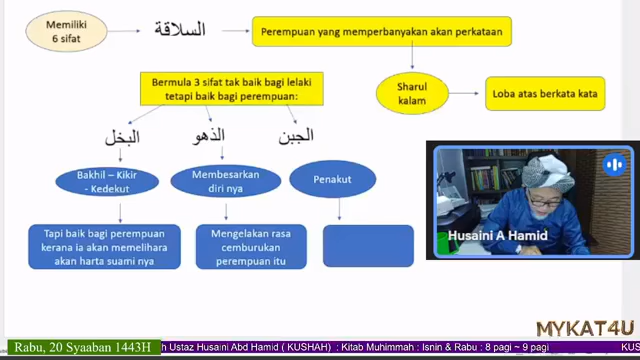 Memiliki
6 sifat
السلاقة
Perempuan yang memperbanyakan akan perkataan
Sharul
kalam
Loba atas berkata kata
Bermula 3 sifat tak baik bagi lelaki
tetapi baik bagi perempuan:
البخل
الذهو
الجبن
Bakhil – Kikir
- Kedekut
Membesarkan
diri nya
Penakut
Tapi baik bagi perempuan
kerana ia akan memelihara
akan harta suami nya
Mengelakan rasa
cemburukan
perempuan itu
Husaini A Hamid
MYKAT4U
Rabu, 20 Syaaban 1443H
h Ustaz Husaini Abd Hamid ( KUSHAH) : Kitab Muhimmah : Isnin & Rabu : 8 pagi ~ 9 pagi
KUS